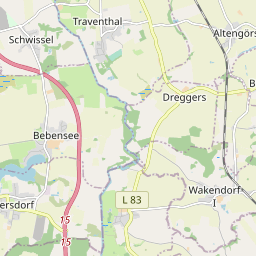 Traventhal
Schwissel
Altengörs
Dreggers
B
Bebensee
Wakendorf
I
L 83
ersdorf
15
15